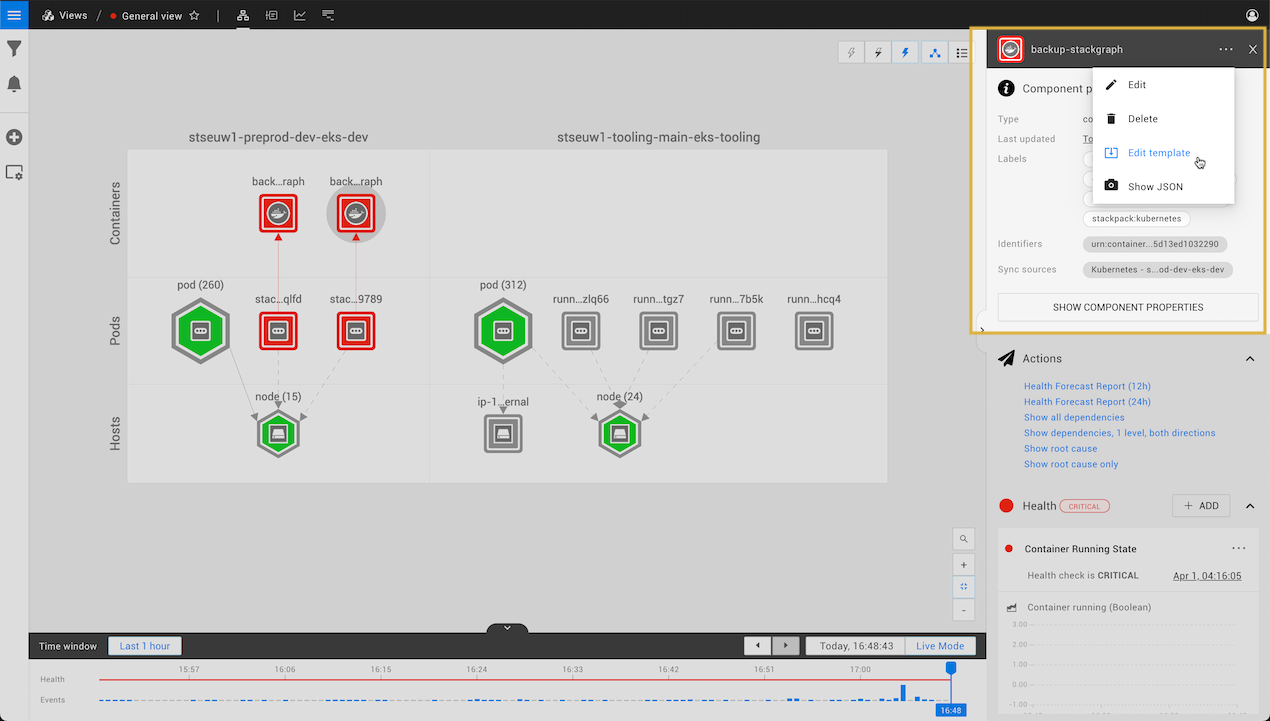 Views / General view
backup-stackgraph
Component p
Edit
Delete
Edit template
Show JSON
Type
co
Last updated
To
Labels
stackpack:kubernetes
Identifiers
urn:container...5d13ed1032290
Sync sources
Kubernetes - s...od-dev-eks-dev
SHOW COMPONENT PROPERTIES
stseuw1-preprod-dev-eks-dev
stseuw1-tooling-main-eks-tooling
Containers
back...raph
back...raph
Pods
pod (260)
stac...qlfd
stac...9789
pod (312)
runn...zlq66
runn...tgz7
runn...7b5k
runn...hcq4
Hosts
node (15)
ip-1...ernal
node (24)
Actions
Health Forecast Report (12h)
Health Forecast Report (24h)
Show all dependencies
Show dependencies, 1 level, both directions
Show root cause
Show root cause only
Health CRITICAL
+ ADD
Container Running State
Health check is CRITICAL
Apr 1, 04:16:05
Container running (Boolean)
3.00
2.00
1.00
0.00
-1.00
Time window
Last 1 hour
Today, 16:48:43
Live Mode
15:57 16:06 16:15 16:24 16:33 16:42 16:51 17:00
Health
Events
16:48